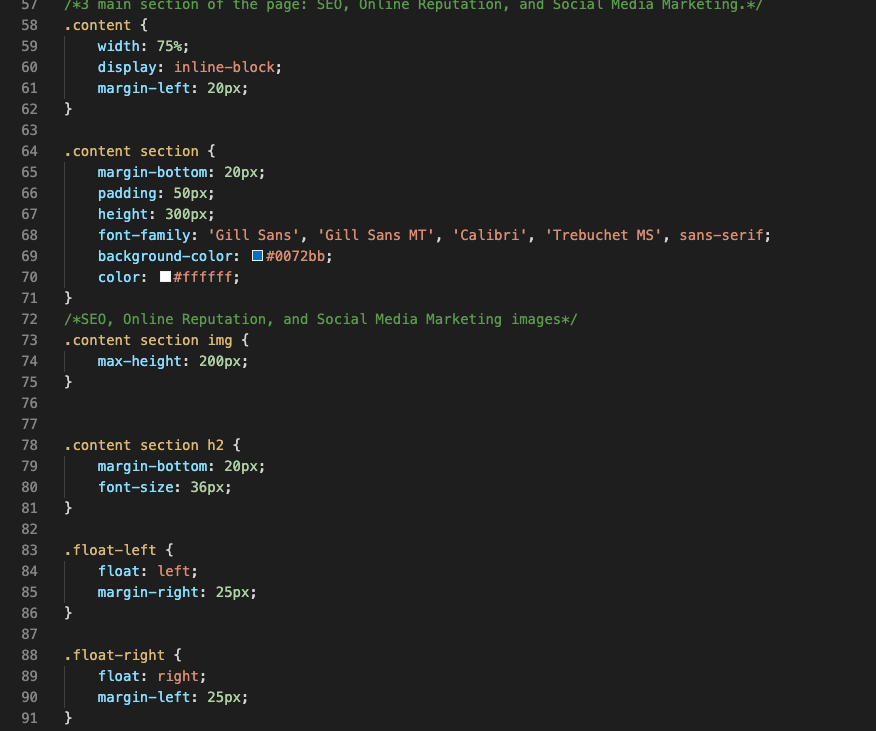 57 /*3 main section of the page: SEO, Online Reputation, and Social Media Marketing.*/
58 .content {
59     width: 75%;
60     display: inline-block;
61     margin-left: 20px;
62 }
63
64 .content section {
65     margin-bottom: 20px;
66     padding: 50px;
67     height: 300px;
68     font-family: 'Gill Sans', 'Gill Sans MT', 'Calibri', 'Trebuchet MS', sans-serif;
69     background-color: #0072bb;
70     color: #ffffff;
71 }
72 /*SEO, Online Reputation, and Social Media Marketing images*/
73 .content section img {
74     max-height: 200px;
75 }
76
77
78 .content section h2 {
79     margin-bottom: 20px;
80     font-size: 36px;
81 }
82
83 .float-left {
84     float: left;
85     margin-right: 25px;
86 }
87
88 .float-right {
89     float: right;
90     margin-left: 25px;
91 }